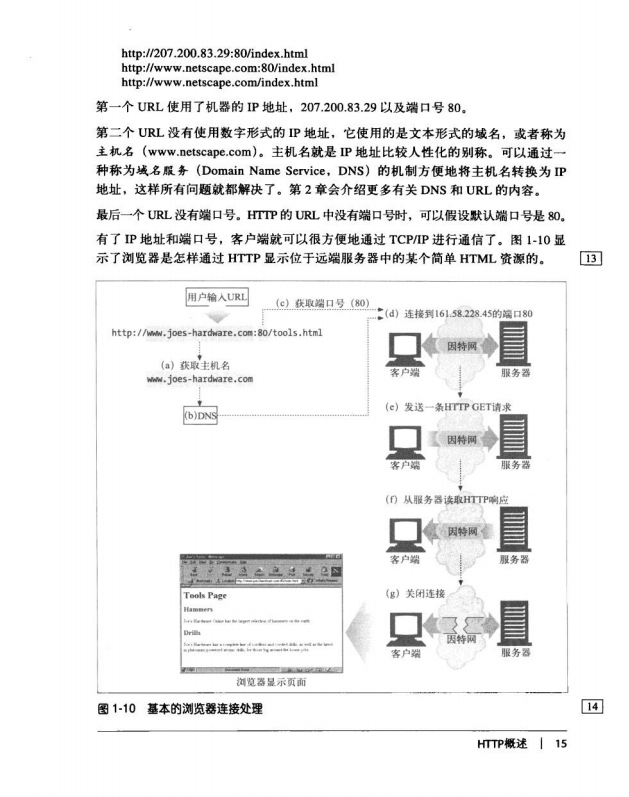 http://207.200.83.29:80/index.html
http://www.netscape.com:80/index.html
http://www.netscape.com/index.html
第一个 URL 使用了机器的 IP 地址，207.200.83.29 以及端口号 80。
第二个 URL 没有使用数字形式的 IP 地址，它使用的是文本形式的域名，或者称为
主机名（www.netscape.com）。主机名就是 IP 地址比较人性化的别称。可以通过一
种称为域名服务（Domain Name Service，DNS）的机制方便地将主机名转换为 IP
地址，这样所有问题就都解决了。第 2 章会介绍更多有关 DNS 和 URL 的内容。
最后一个 URL 没有端口号。HTTP 的 URL 中没有端口号时，可以假设默认端口号是 80。
有了 IP 地址和端口号，客户端就可以很方便地通过 TCP/IP 进行通信了。图 1-10 显
示了浏览器是怎样通过 HTTP 显示位于远端服务器中的某个简单 HTML 资源的。
13
用户输入URL
(c) 获取端口号（80）
http://www.joes-hardware.com:80/tools.html
(a) 获取主机名
www.joes-hardware.com
(b)DNS
(d) 连接到161.58.228.45的端口80
因特网
客户端
服务器
(e) 发送一条HTTP GET请求
因特网
客户端
服务器
(f) 从服务器读取HTTP响应
因特网
客户端
服务器
(g) 关闭连接
因特网
客户端
服务器
Tools Page
Hammers
Drills
浏览器显示页面
图 1-10 基本的浏览器连接处理
14
HTTP概述 | 15